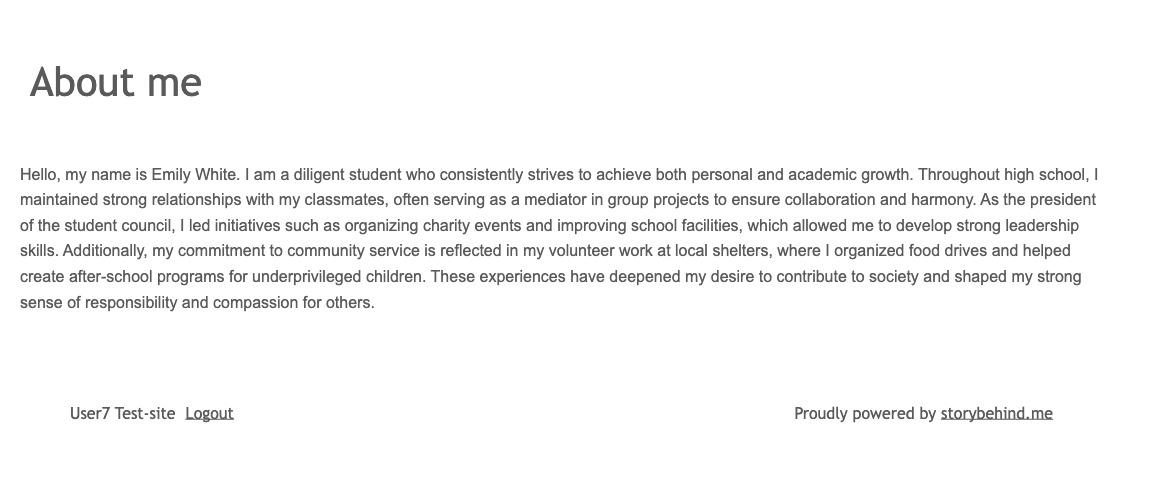 About me
Hello, my name is Emily White. I am a diligent student who consistently strives to achieve both personal and academic growth. Throughout high school, I
maintained strong relationships with my classmates, often serving as a mediator in group projects to ensure collaboration and harmony. As the president
of the student council, I led initiatives such as organizing charity events and improving school facilities, which allowed me to develop strong leadership
skills. Additionally, my commitment to community service is reflected in my volunteer work at local shelters, where I organized food drives and helped
create after-school programs for underprivileged children. These experiences have deepened my desire to contribute to society and shaped my strong
sense of responsibility and compassion for others.
User7 Test-site Logout
Proudly powered by storybehind.me